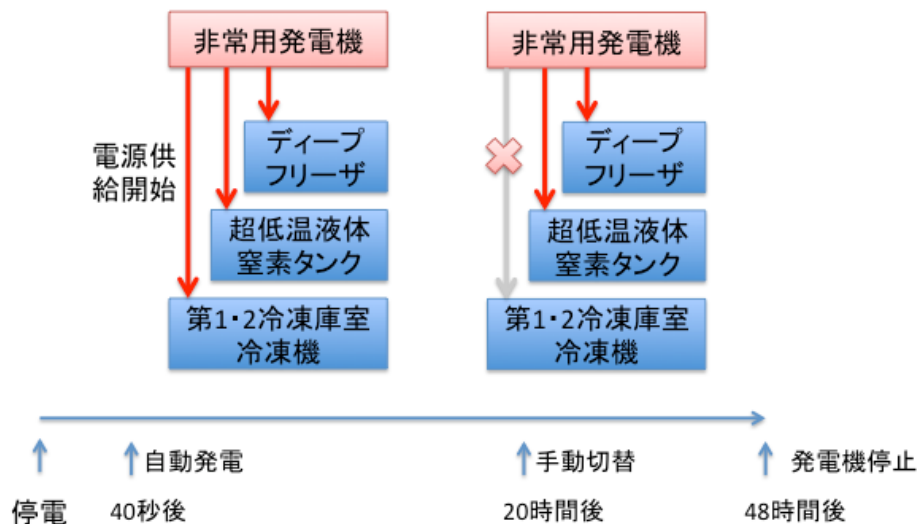 非常用発電機
電源供
給開始
ディープ
フリーザ
超低温液体
窒素タンク
第1・2冷凍庫室
冷凍機
非常用発電機
ディープ
フリーザ
超低温液体
窒素タンク
第1・2冷凍庫室
冷凍機
自動発電
手動切替
発電機停止
停電
40秒後
20時間後
48時間後